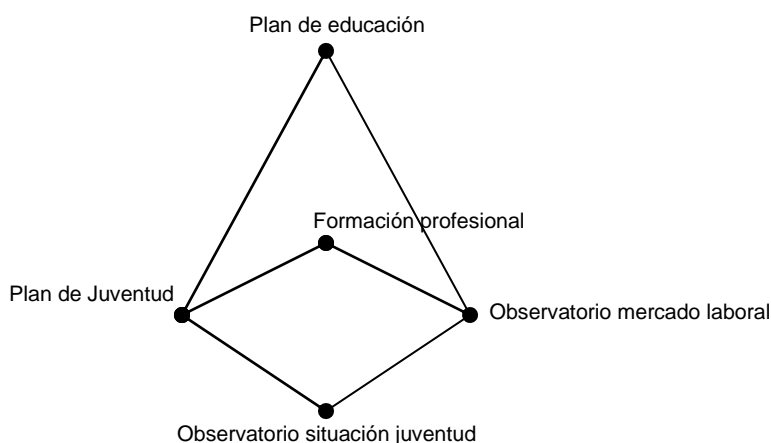 Plan de educación
Formación profesional
Plan de Juventud
Observatorio mercado laboral
Observatorio situación juventud